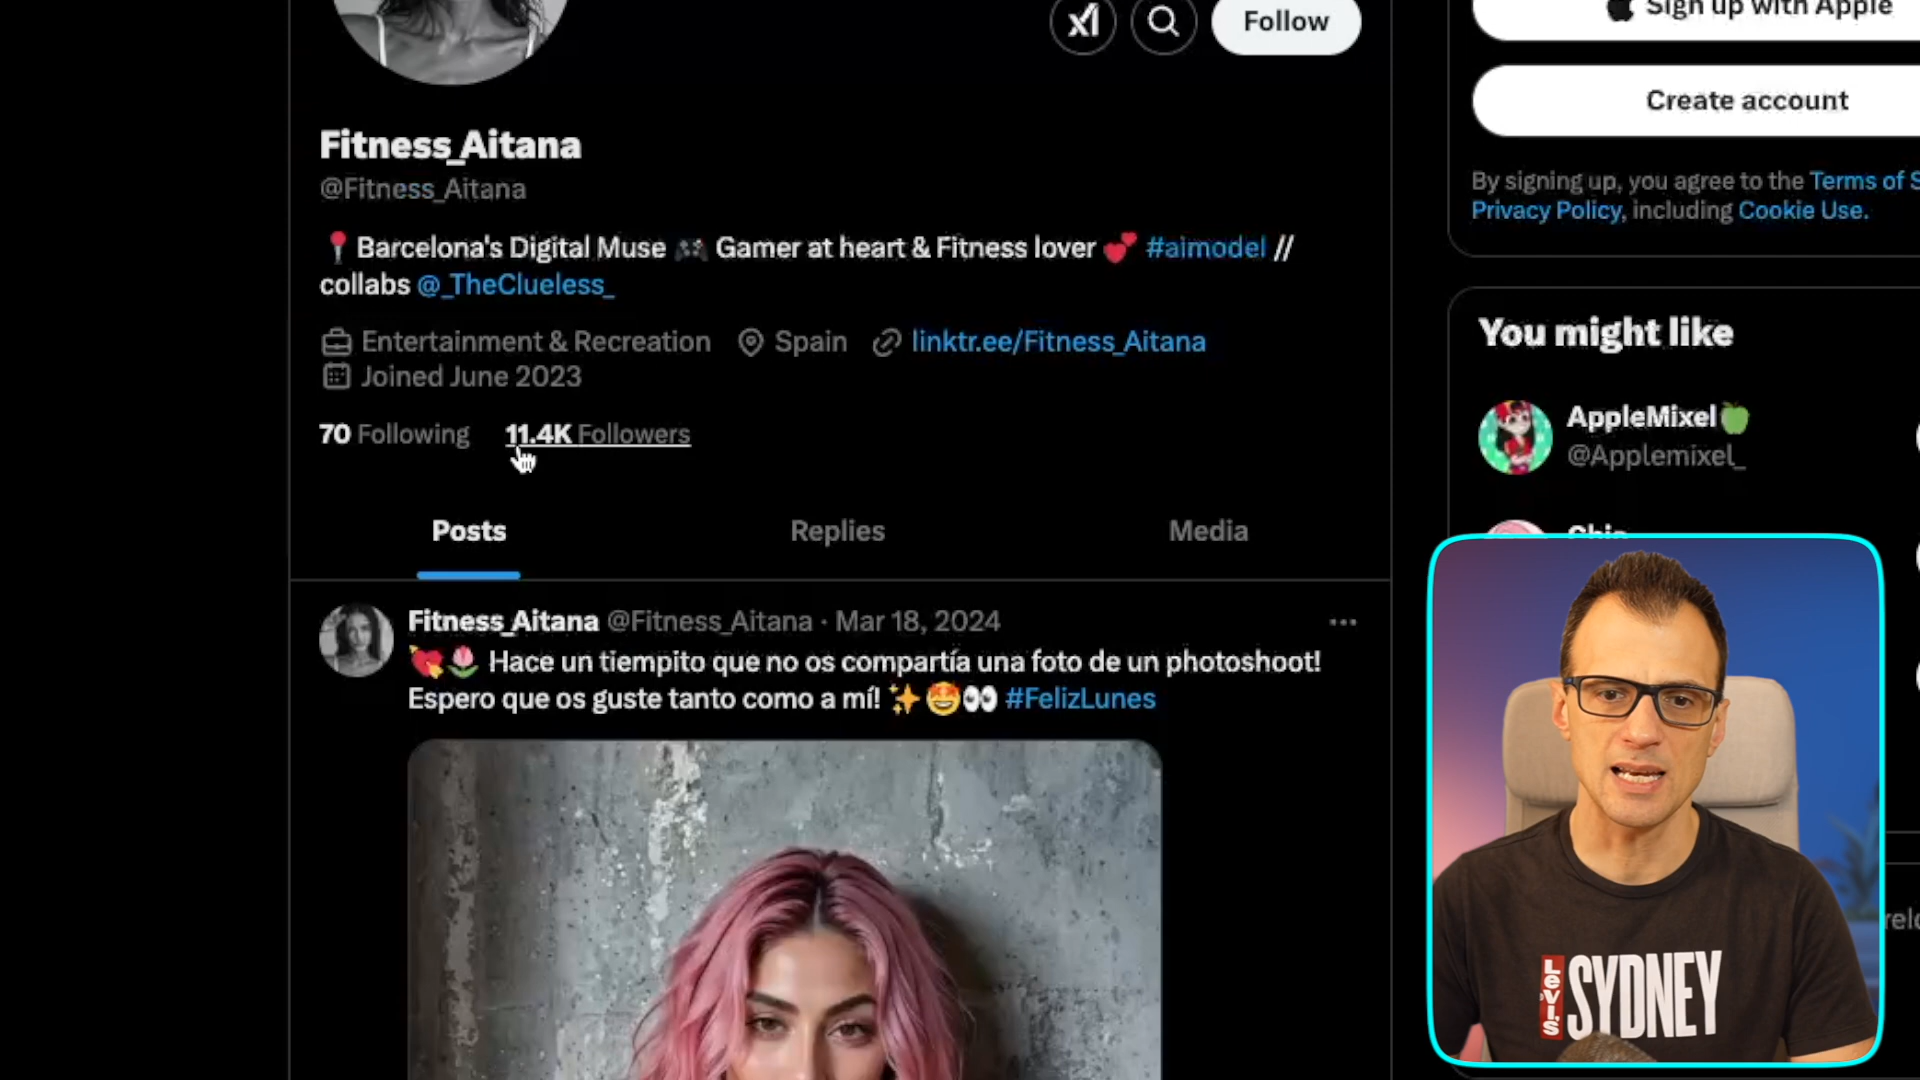 Follow
Sign up with Apple
Create account
Fitness_Aitana
@Fitness_Aitana
By signing up, you agree to the Terms of
Privacy Policy, including Cookie Use.
📍Barcelona's Digital Muse 🎮 Gamer at heart & Fitness lover 💕 #aimodel //
collabs @_TheClueless_
Entertainment & Recreation Spain linktr.ee/Fitness_Aitana
Joined June 2023
70 Following 11.4K Followers
You might like
AppleMixel🍏
@Applemixel_
Posts Replies Media
Fitness_Aitana @Fitness_Aitana · Mar 18, 2024
💘🌷 Hace un tiempito que no os compartía una foto de un photoshoot!
Espero que os guste tanto como a mí! ✨🤩👀 #FelizLunes
Levi's
SYDNEY